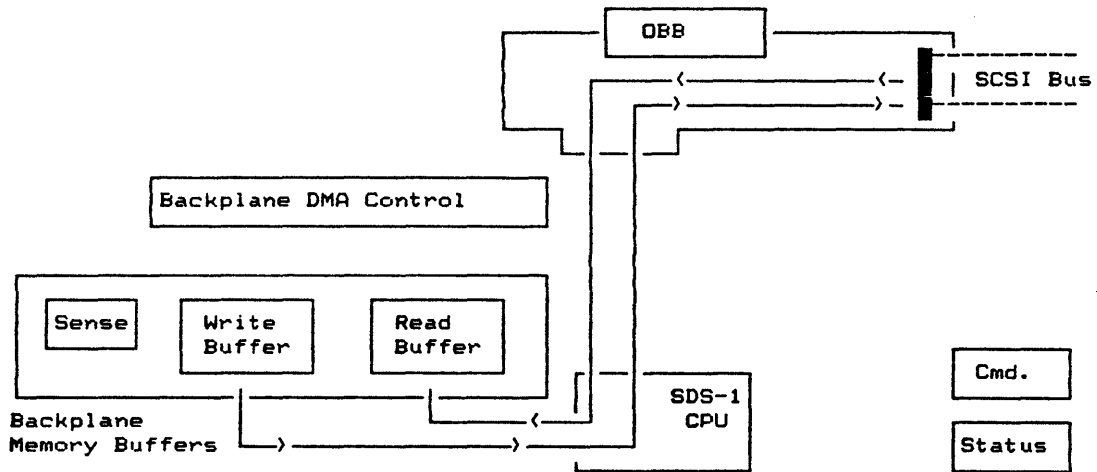 OBB
SCSI Bus
Backplane DMA Control
Sense
Write
Buffer
Read
Buffer
SDS-1
CPU
Cmd.
Status
Backplane
Memory Buffers